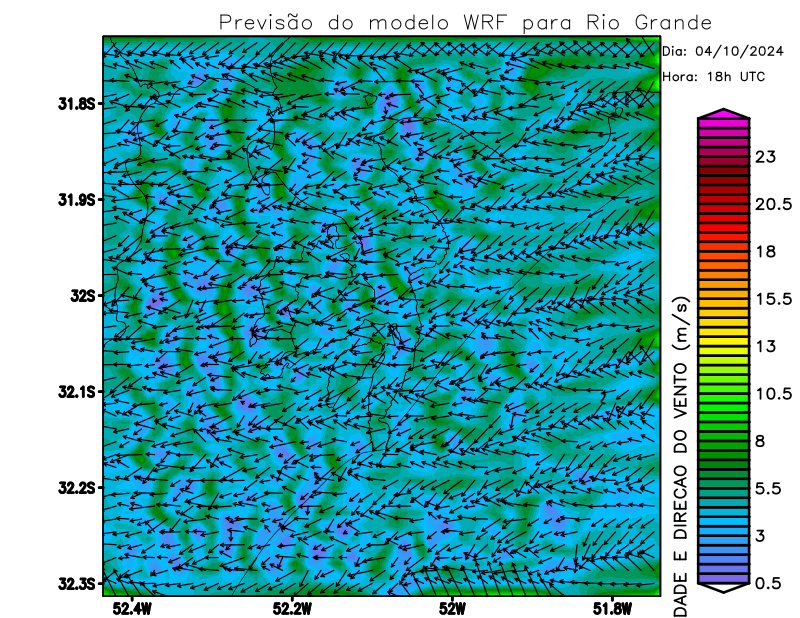 Previsão do modelo WRF para Rio Grande
Dia: 04/10/2024
Hora: 18h UTC
31.8S
31.9S
32S
32.1S
32.2S
32.3S
52.4W
52.2W
52W
51.8W
DADE E DIRECAO DO VENTO (m/s)
23
20.5
18
15.5
13
10.5
8
5.5
3
0.5